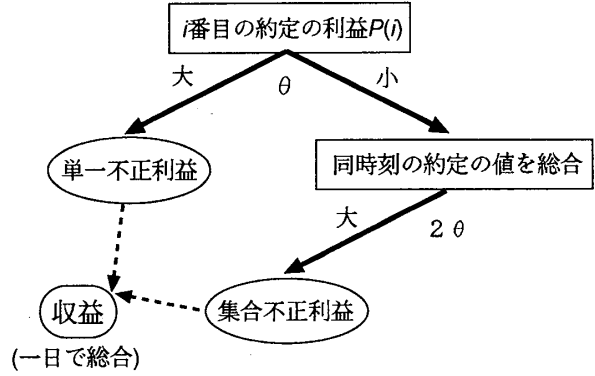 i番目の約定の利益P(i)
大
θ
小
単一不正利益
同時刻の約定の値を総合
大
2θ
収益
集合不正利益
(一日で総合)